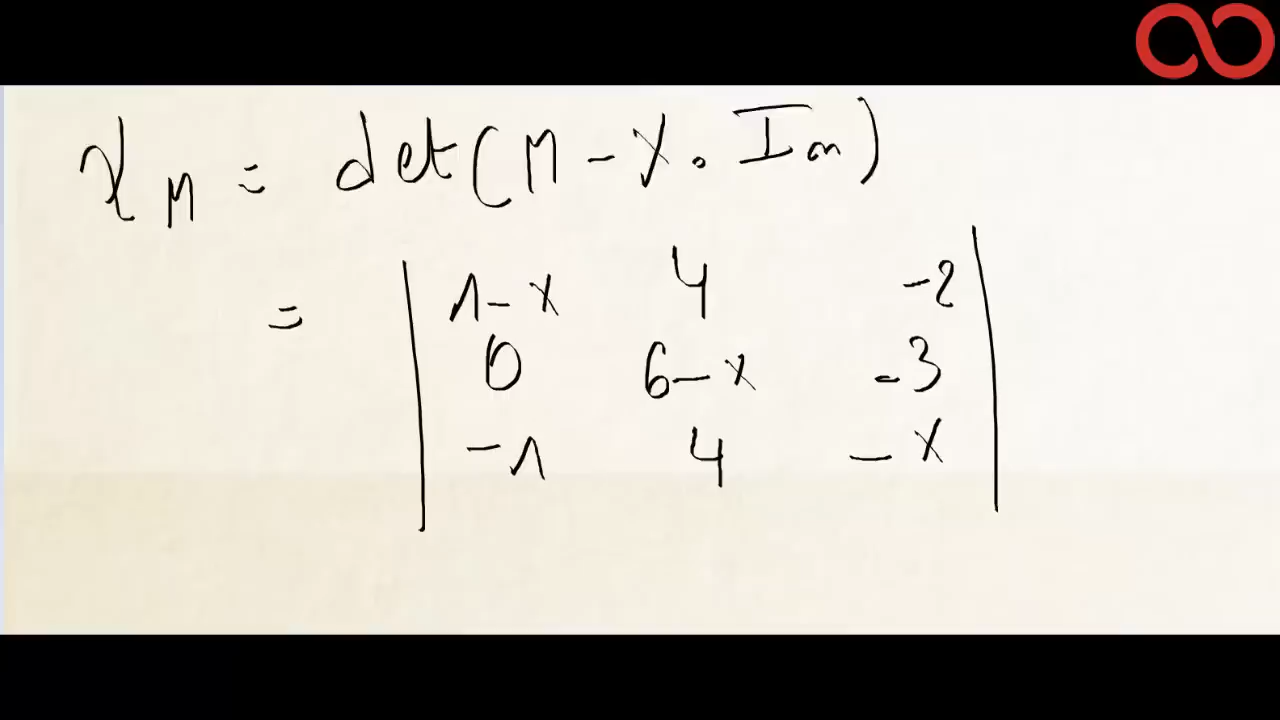 χ_M = det(M - X . I_n)
= | 1-X 4 -2 |
| 0 6-X -3 |
| -1 4 -X |